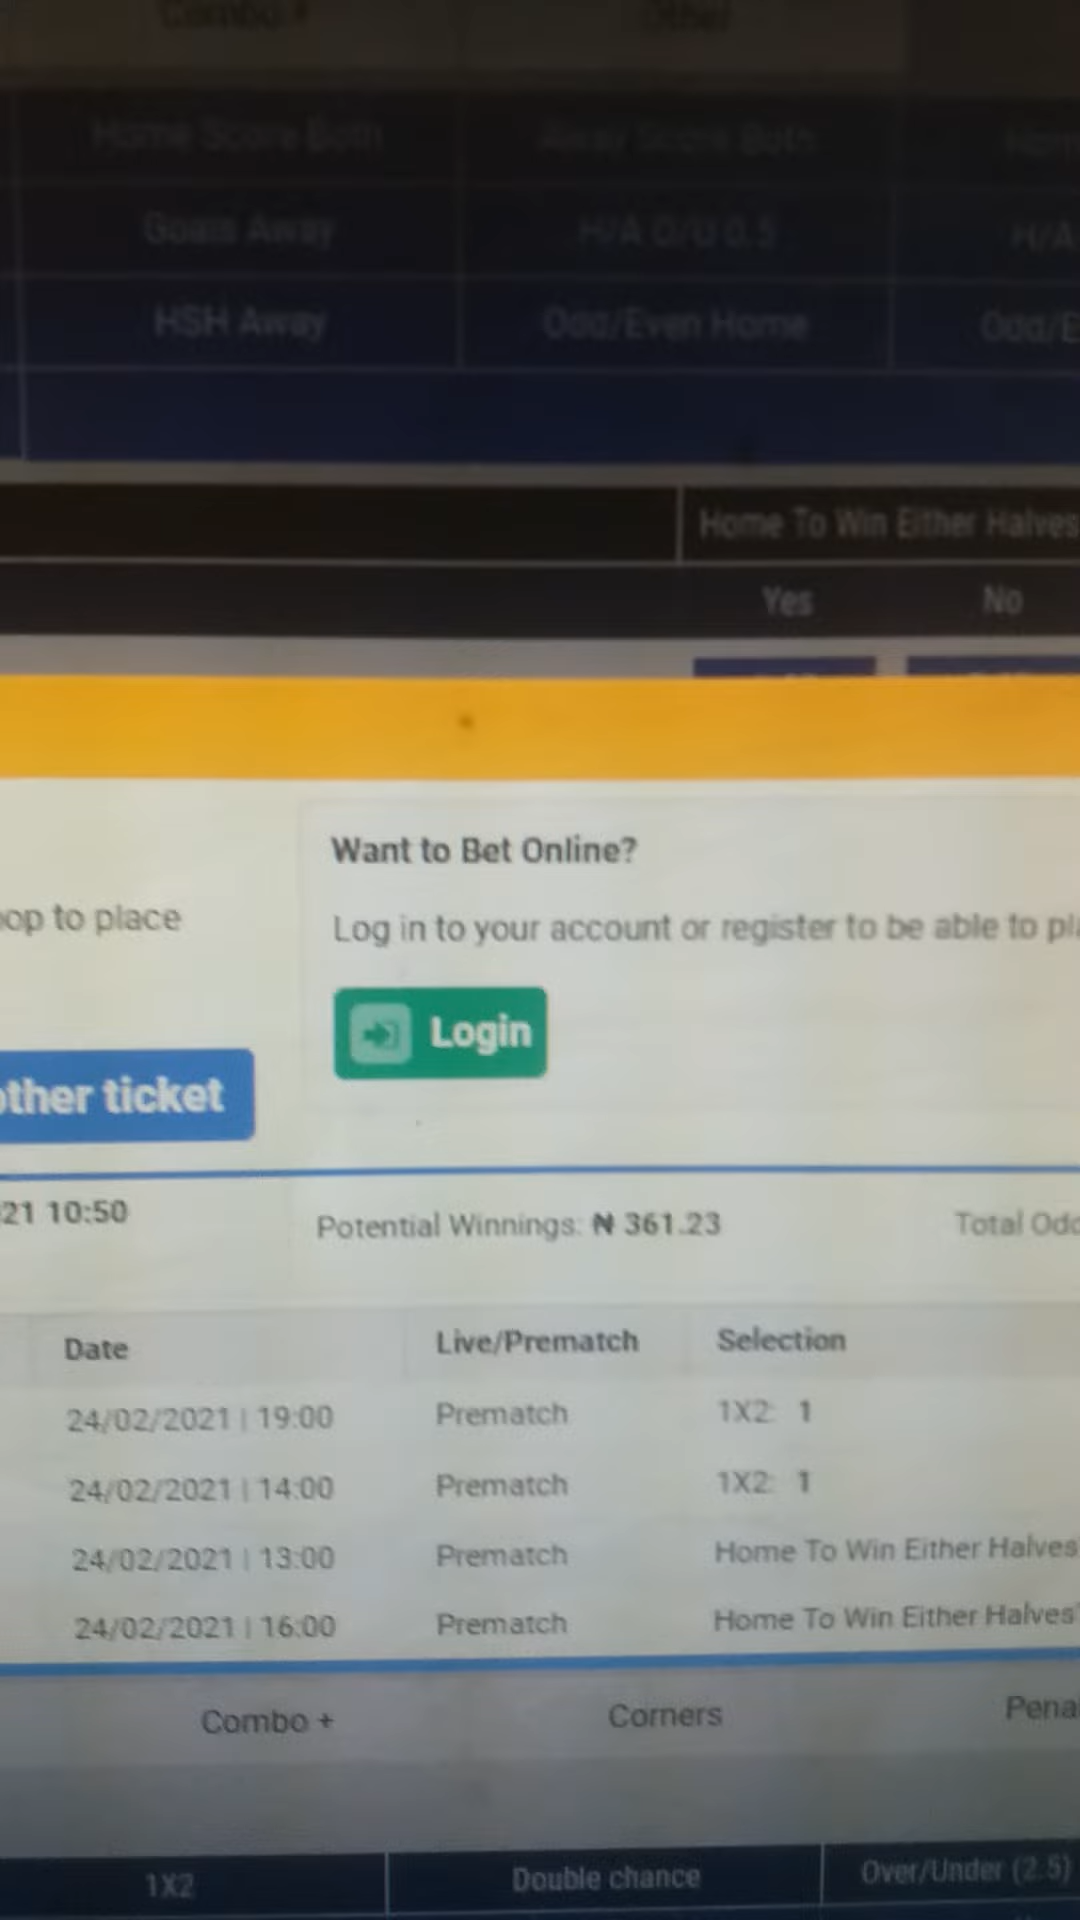 Combo +
Other
Home Score Both
Away Score Both
Goals Away
H/A O/U 0.5
H/A
HSH Away
Odd/Even Home
Odd/E
Home To Win Either Halves
Yes
No
Want to Bet Online?
op to place
Log in to your account or register to be able to pla
Login
ther ticket
21 10:50
Potential Winnings: ₦ 361.23
Total Odd
Date
Live/Prematch
Selection
24/02/2021 | 19:00
Prematch
1X2: 1
24/02/2021 | 14:00
Prematch
1X2: 1
24/02/2021 | 13:00
Prematch
Home To Win Either Halves
24/02/2021 | 16:00
Prematch
Home To Win Either Halves
Combo +
Corners
Pena
1X2
Double chance
Over/Under (2.5)